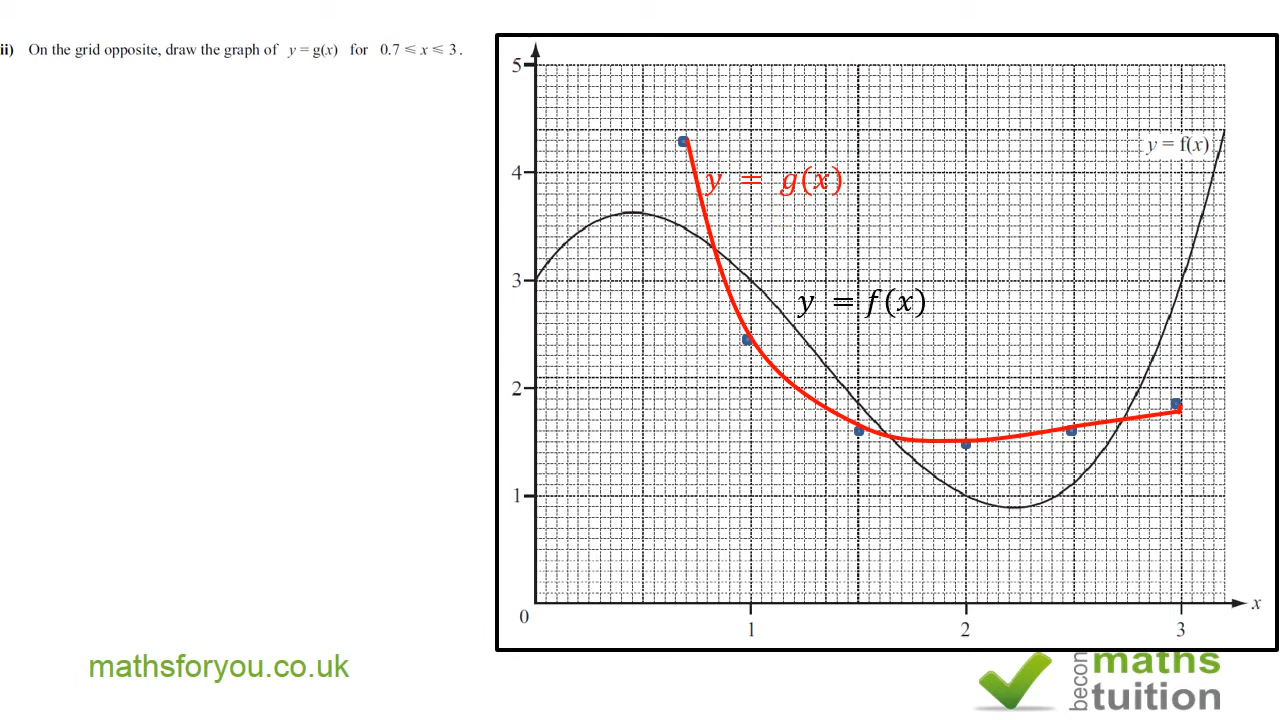 ii) On the grid opposite, draw the graph of y = g(x) for 0.7 ⩽ x ⩽ 3.
5
y = f(x)
4
y = g(x)
3
y = f(x)
2
1
0
x
1 2 3
mathsforyou.co.uk
becon
maths
tuition